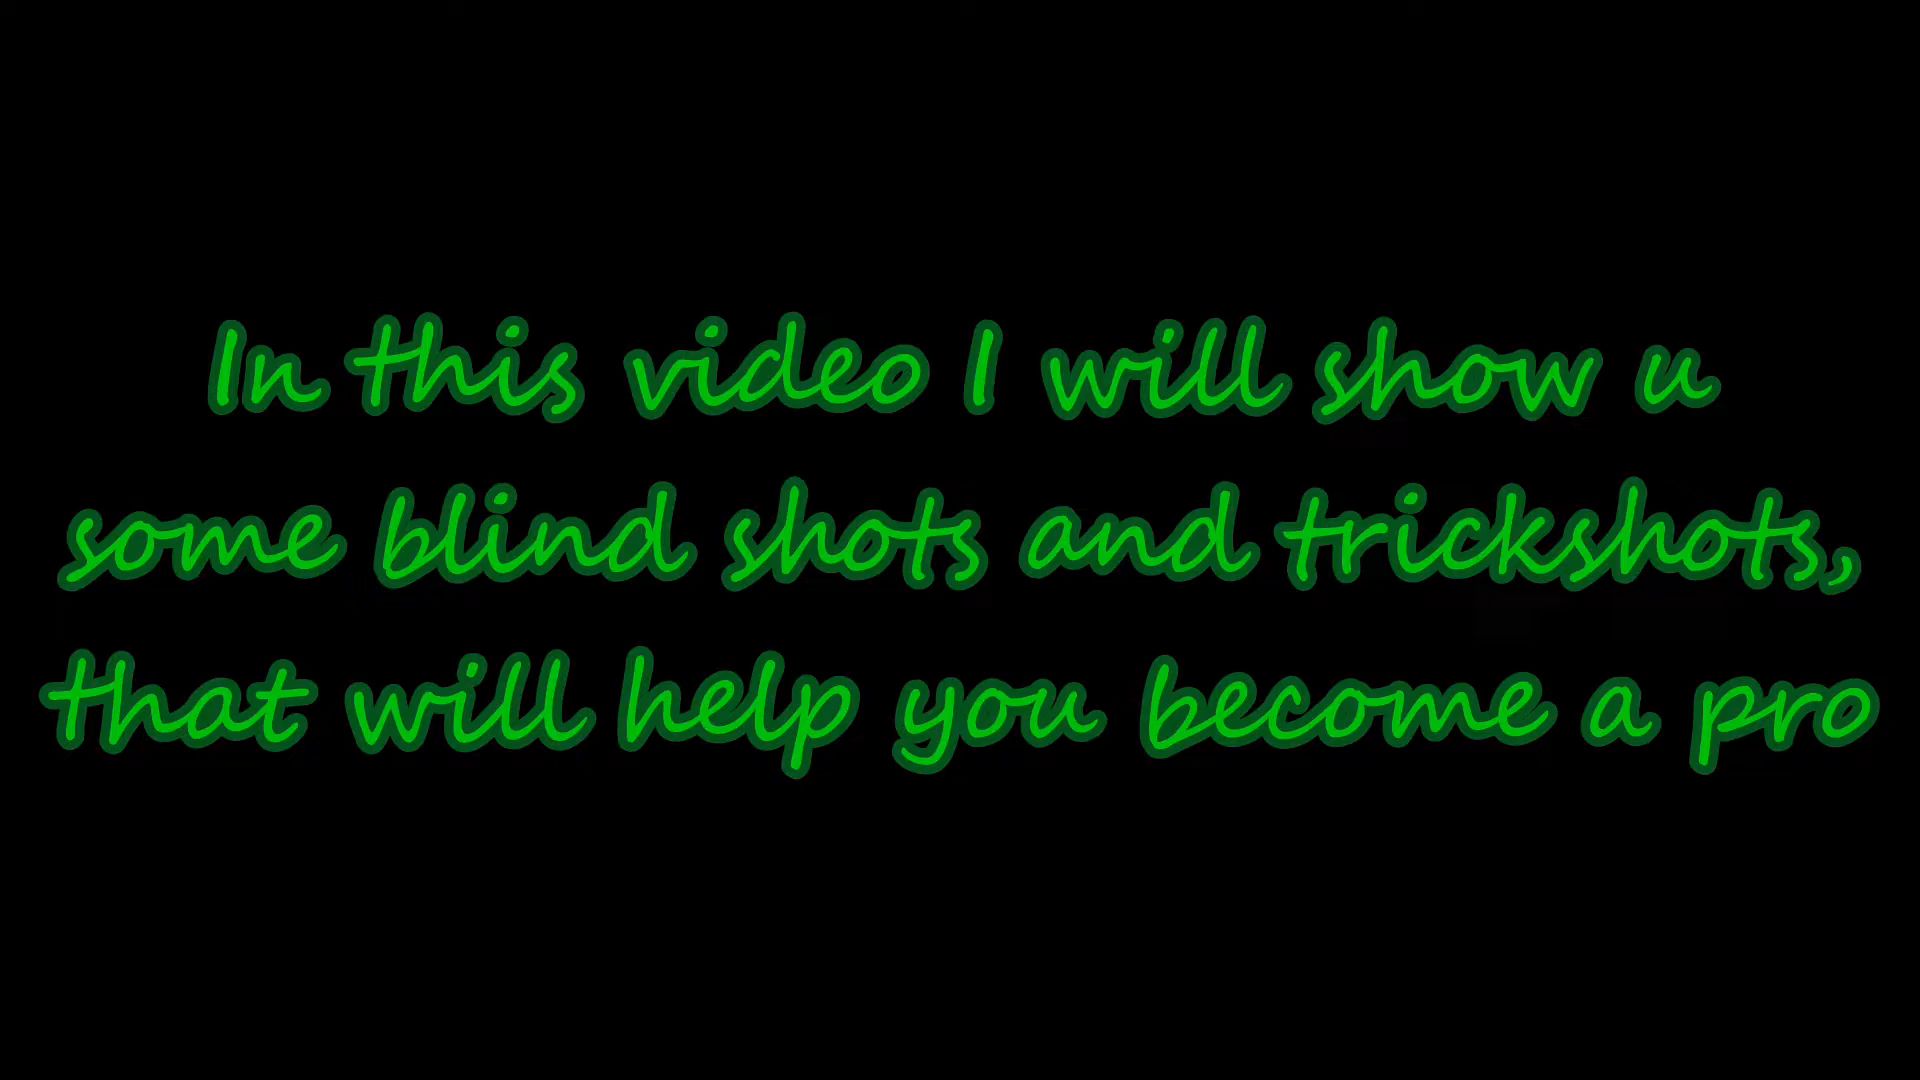 In this video I will show u
some blind shots and trickshots,
that will help you become a pro